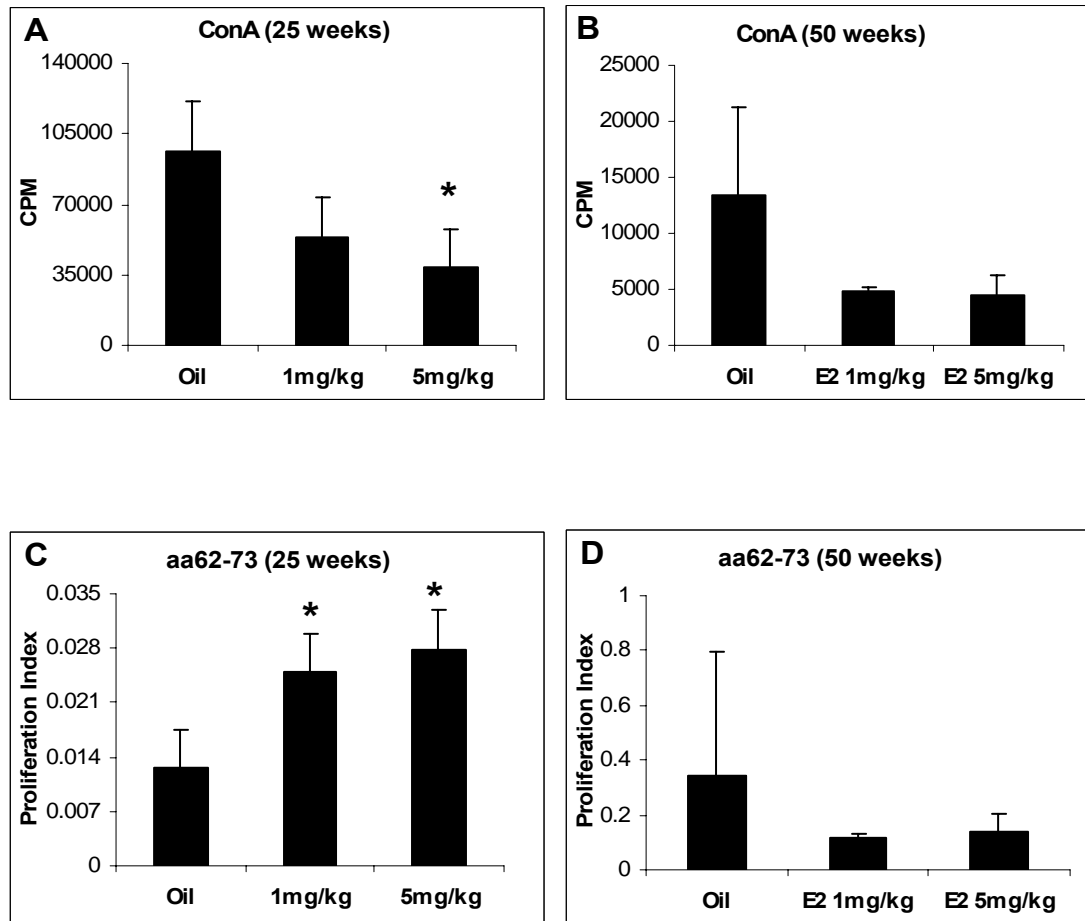 A
ConA (25 weeks)
CPM
140000
105000
70000
35000
0
*
Oil
1mg/kg
5mg/kg
B
ConA (50 weeks)
CPM
25000
20000
15000
10000
5000
0
Oil
E2 1mg/kg
E2 5mg/kg
C
aa62-73 (25 weeks)
Proliferation Index
0.035
0.028
0.021
0.014
0.007
0
*
*
Oil
1mg/kg
5mg/kg
D
aa62-73 (50 weeks)
Proliferation Index
1
0.8
0.6
0.4
0.2
0
Oil
E2 1mg/kg
E2 5mg/kg